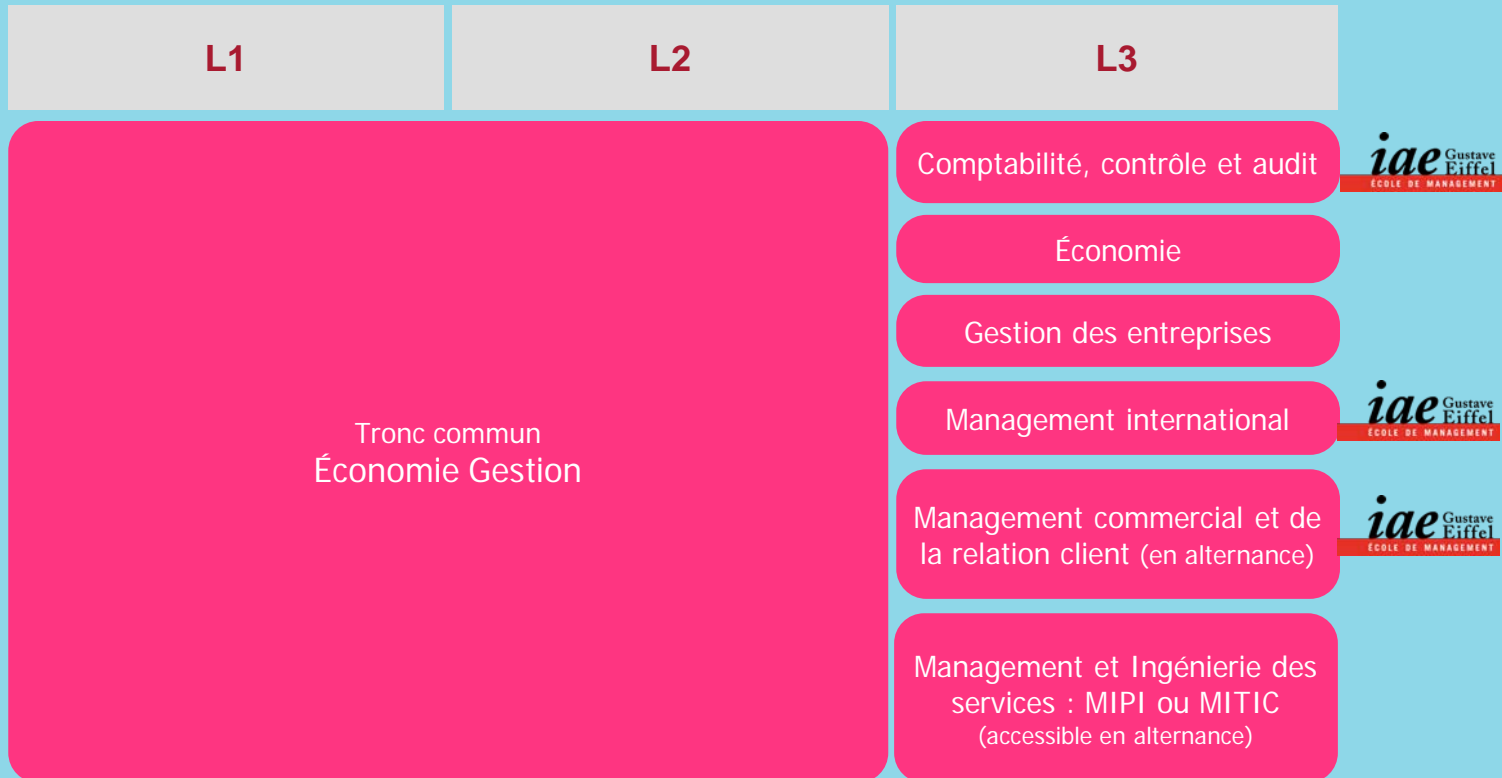 L1
L2
L3
Comptabilité, contrôle et audit
iae Gustave
Eiffel
ÉCOLE DE MANAGEMENT
Économie
Gestion des entreprises
Tronc commun
Économie Gestion
Management international
iae Gustave
Eiffel
ÉCOLE DE MANAGEMENT
Management commercial et de
la relation client (en alternance)
iae Gustave
Eiffel
ÉCOLE DE MANAGEMENT
Management et Ingénierie des
services : MIPI ou MITIC
(accessible en alternance)